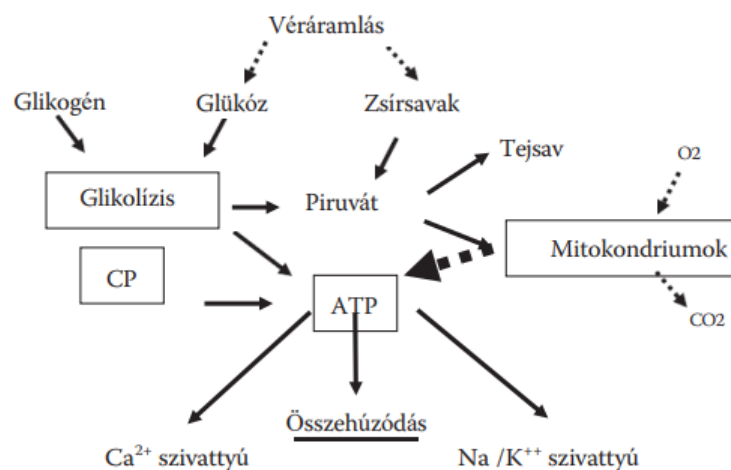 Véráramlás
Glikogén
Glükóz
Zsírsavak
Tejsav
O2
Glikolízis
Piruvát
Mitokondriumok
CP
ATP
CO2
Összehúzódás
Ca²⁺ szivattyú
Na /K⁺⁺ szivattyú